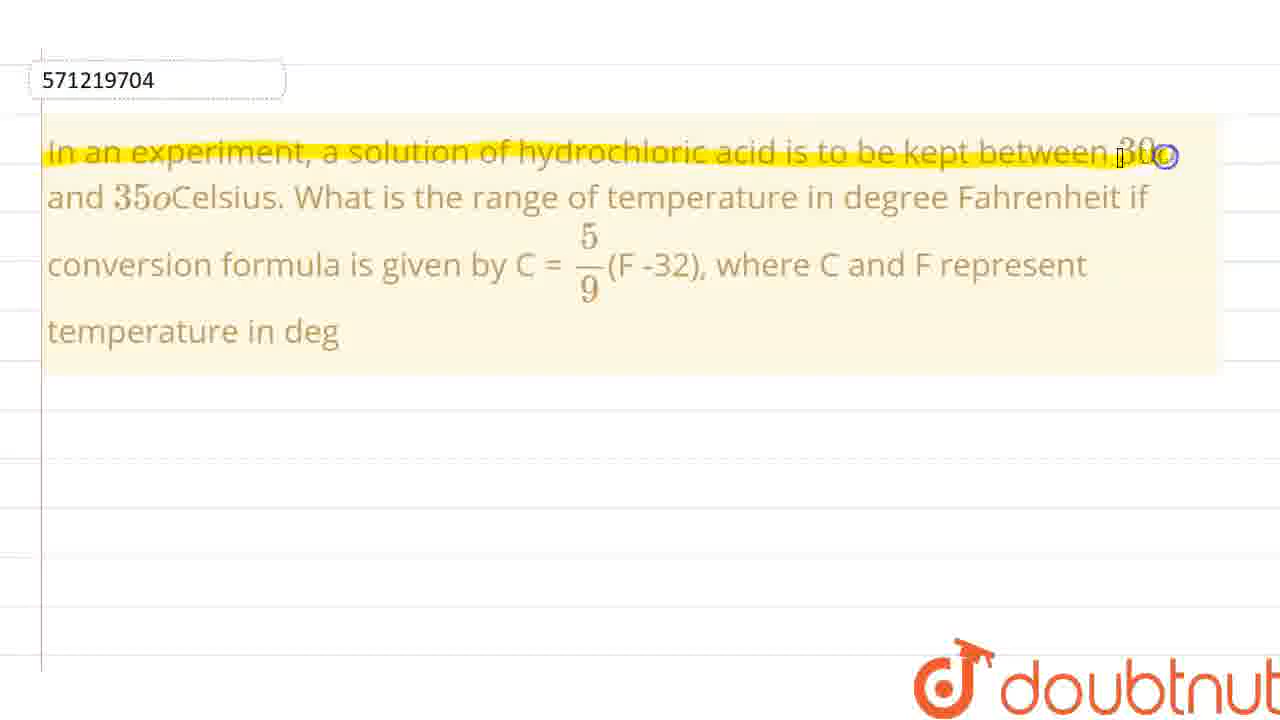 571219704
In an experiment, a solution of hydrochloric acid is to be kept between 30o
and 35oCelsius. What is the range of temperature in degree Fahrenheit if
conversion formula is given by C = 5/9(F -32), where C and F represent
temperature in deg
doubtnut